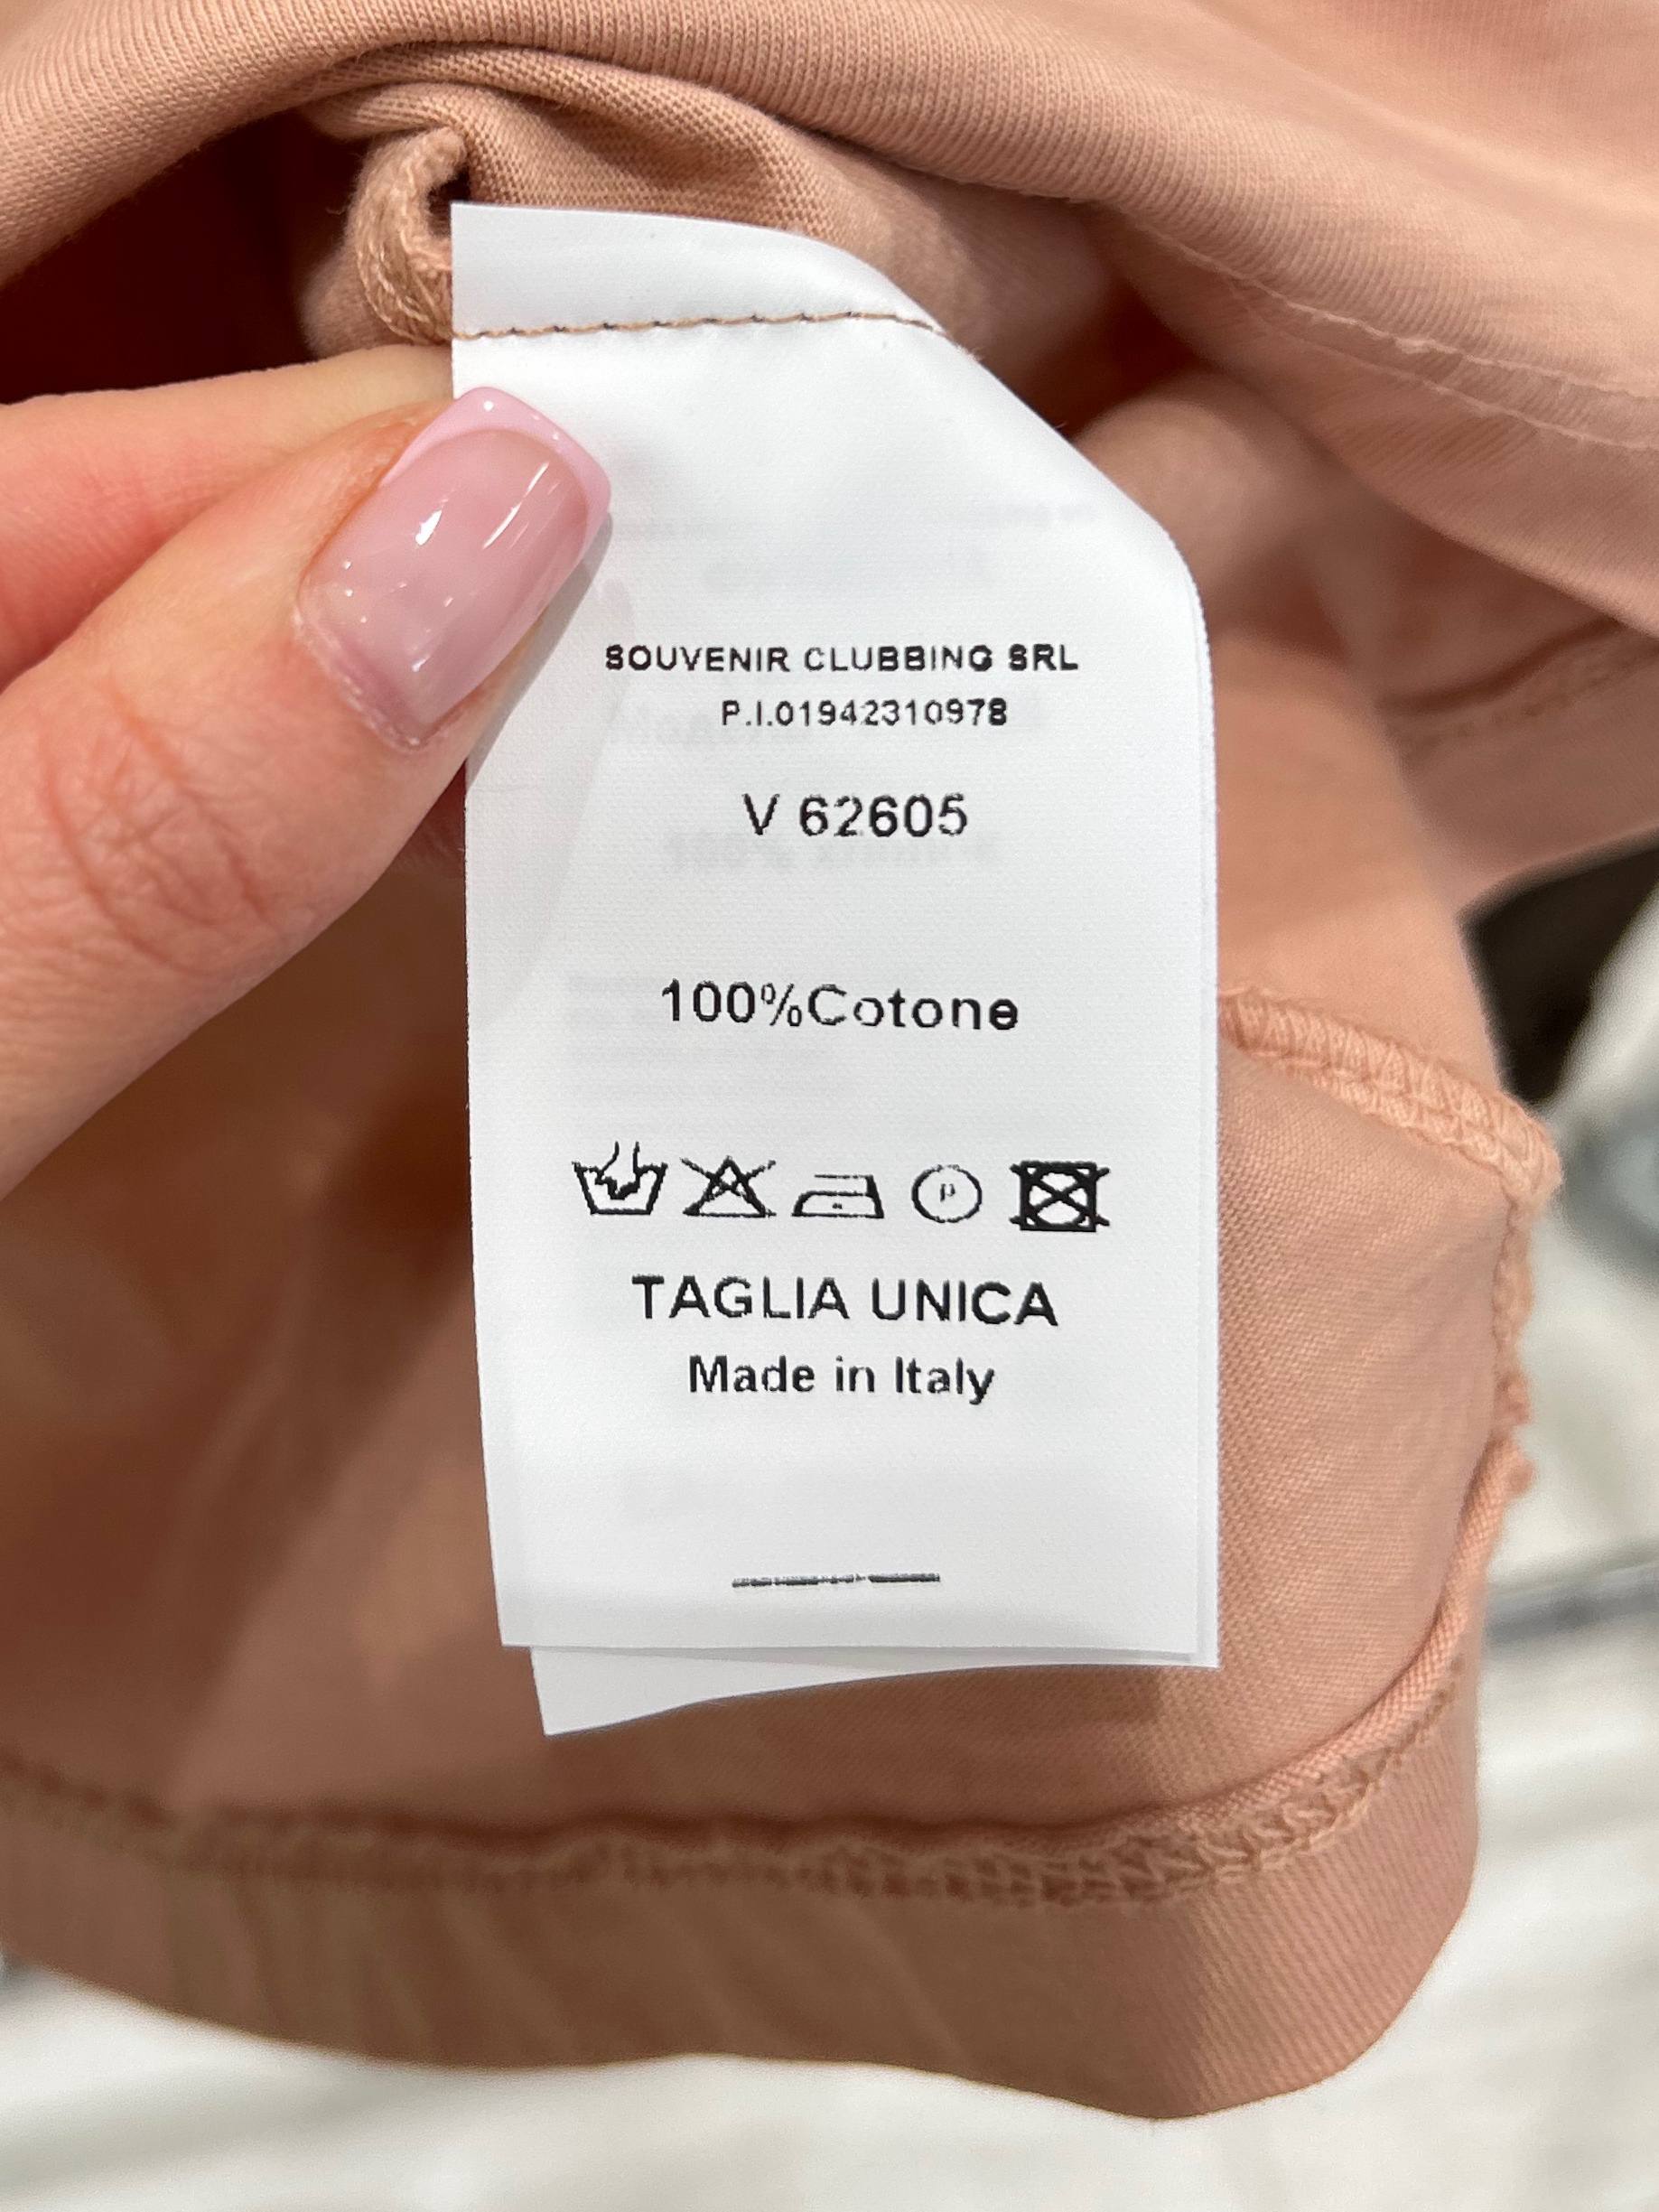 SOUVENIR CLUBBING SRL
P.I.01942310978
V 62605
100%Cotone
P
TAGLIA UNICA
Made in Italy